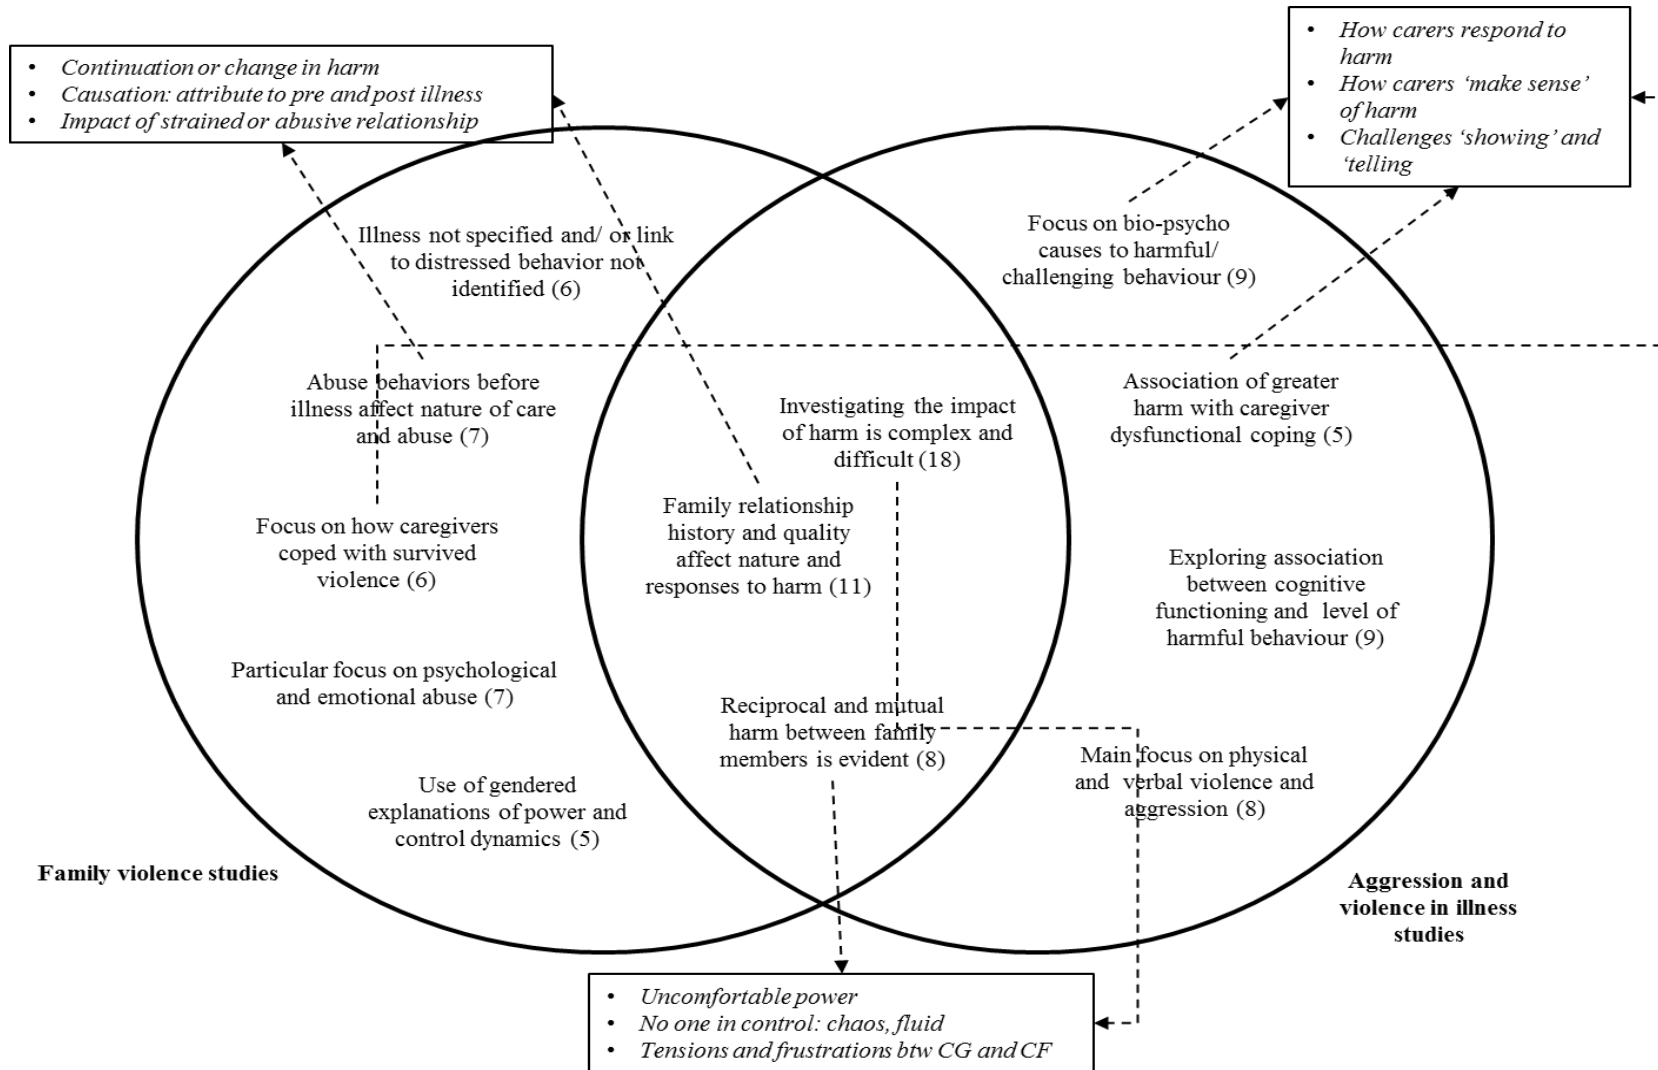 • Continuation or change in harm
• Causation: attribute to pre and post illness
• Impact of strained or abusive relationship
• How carers respond to
harm
• How carers ‘make sense’
of harm
• Challenges ‘showing’ and
‘telling
Illness not specified and/ or link
to distressed behavior not
identified (6)
Focus on bio-psycho
causes to harmful/
challenging behaviour (9)
Abuse behaviors before
illness affect nature of care
and abuse (7)
Investigating the impact
of harm is complex and
difficult (18)
Association of greater
harm with caregiver
dysfunctional coping (5)
Focus on how caregivers
coped with survived
violence (6)
Family relationship
history and quality
affect nature and
responses to harm (11)
Exploring association
between cognitive
functioning and level of
harmful behaviour (9)
Particular focus on psychological
and emotional abuse (7)
Reciprocal and mutual
harm between family
members is evident (8)
Main focus on physical
and verbal violence and
aggression (8)
Use of gendered
explanations of power and
control dynamics (5)
Family violence studies
Aggression and
violence in illness
studies
• Uncomfortable power
• No one in control: chaos, fluid
• Tensions and frustrations btw CG and CF